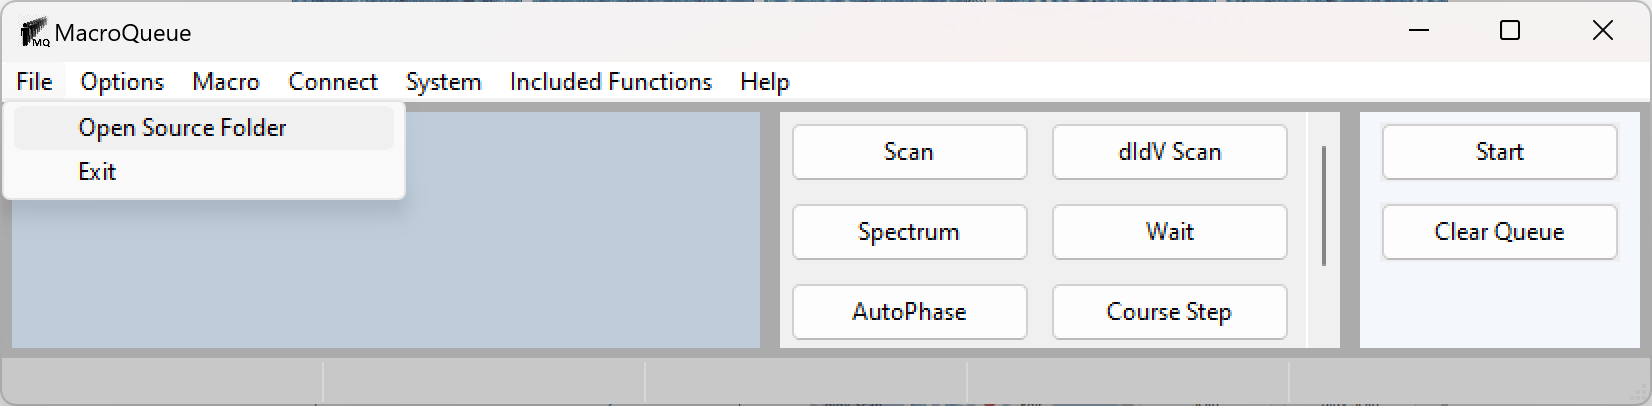 MQ MacroQueue
File Options Macro Connect System Included Functions Help
Open Source Folder
Exit
Scan dIdV Scan
Spectrum Wait
AutoPhase Course Step
Start
Clear Queue